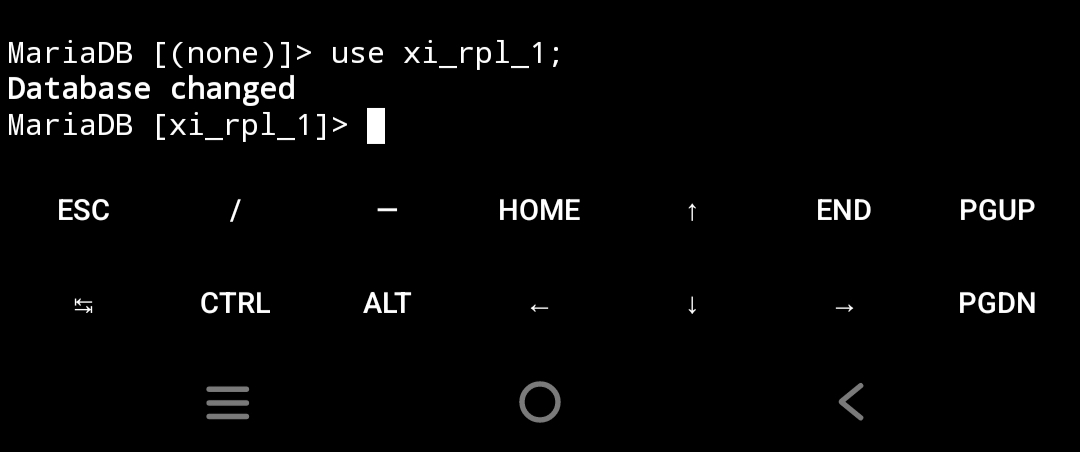 MariaDB [(none)]> use xi_rpl_1;
Database changed
MariaDB [xi_rpl_1]>
ESC / — HOME ↑ END PGUP
↹ CTRL ALT ← ↓ → PGDN